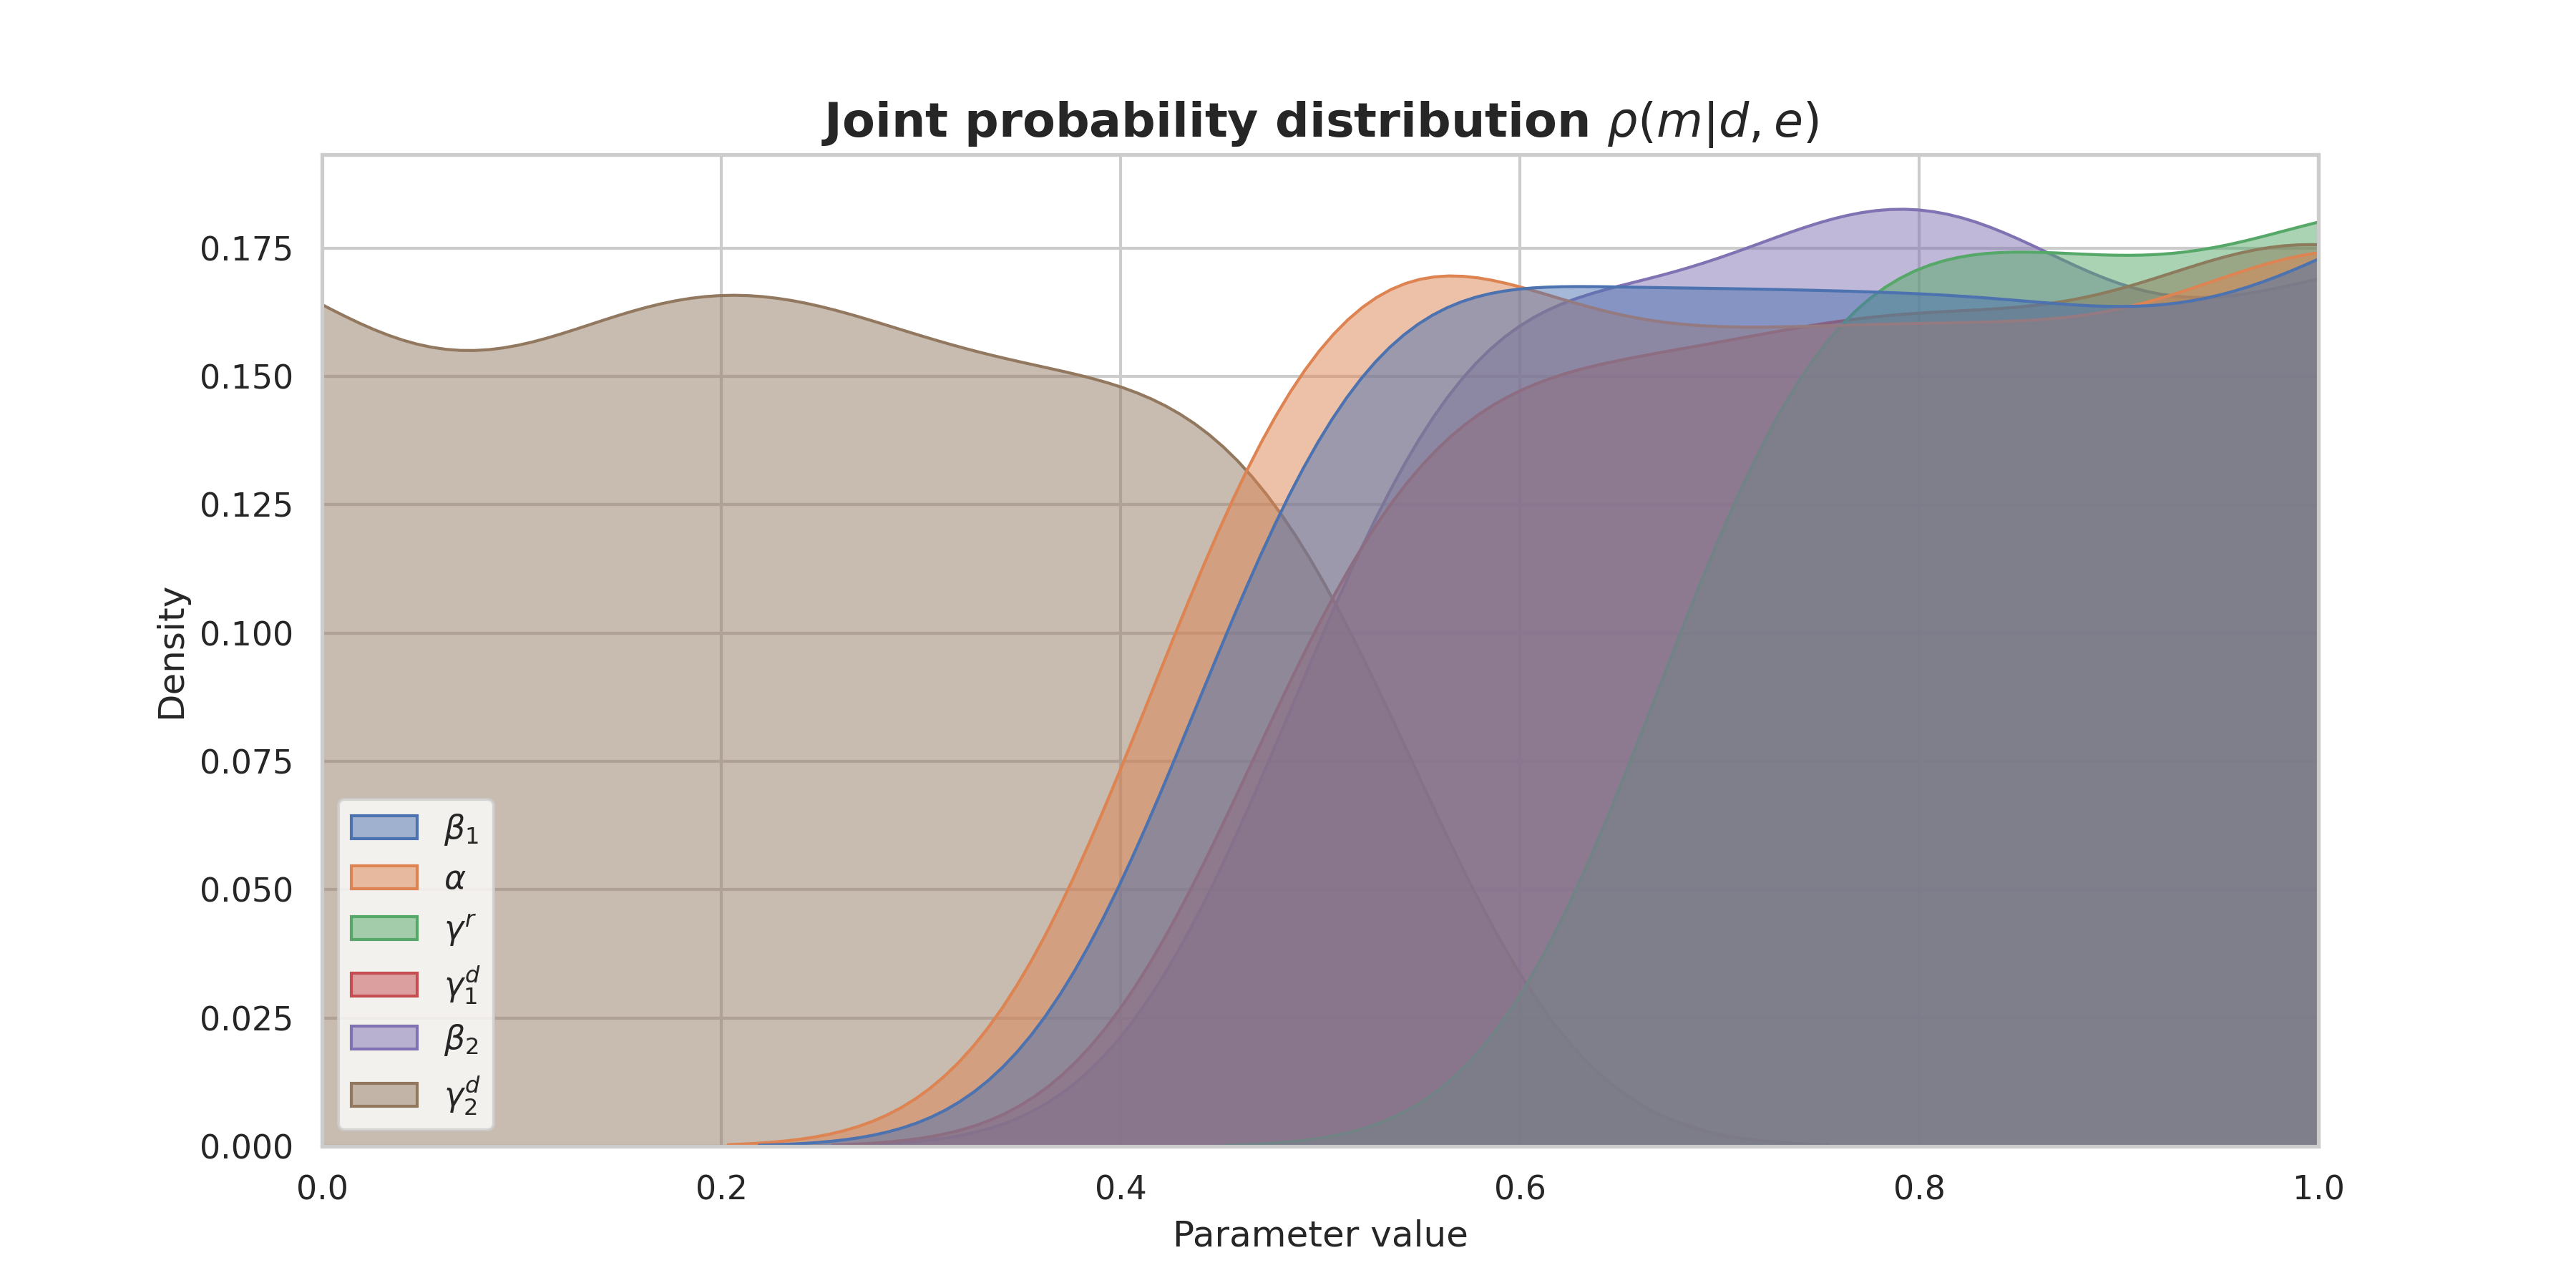 Joint probability distribution ρ(m|d, e)
0.175
0.150
0.125
0.100
0.075
0.050
0.025
0.000
Density
β₁
α
γʳ
γ₁ᵈ
β₂
γ₂ᵈ
0.0 0.2 0.4 0.6 0.8 1.0
Parameter value